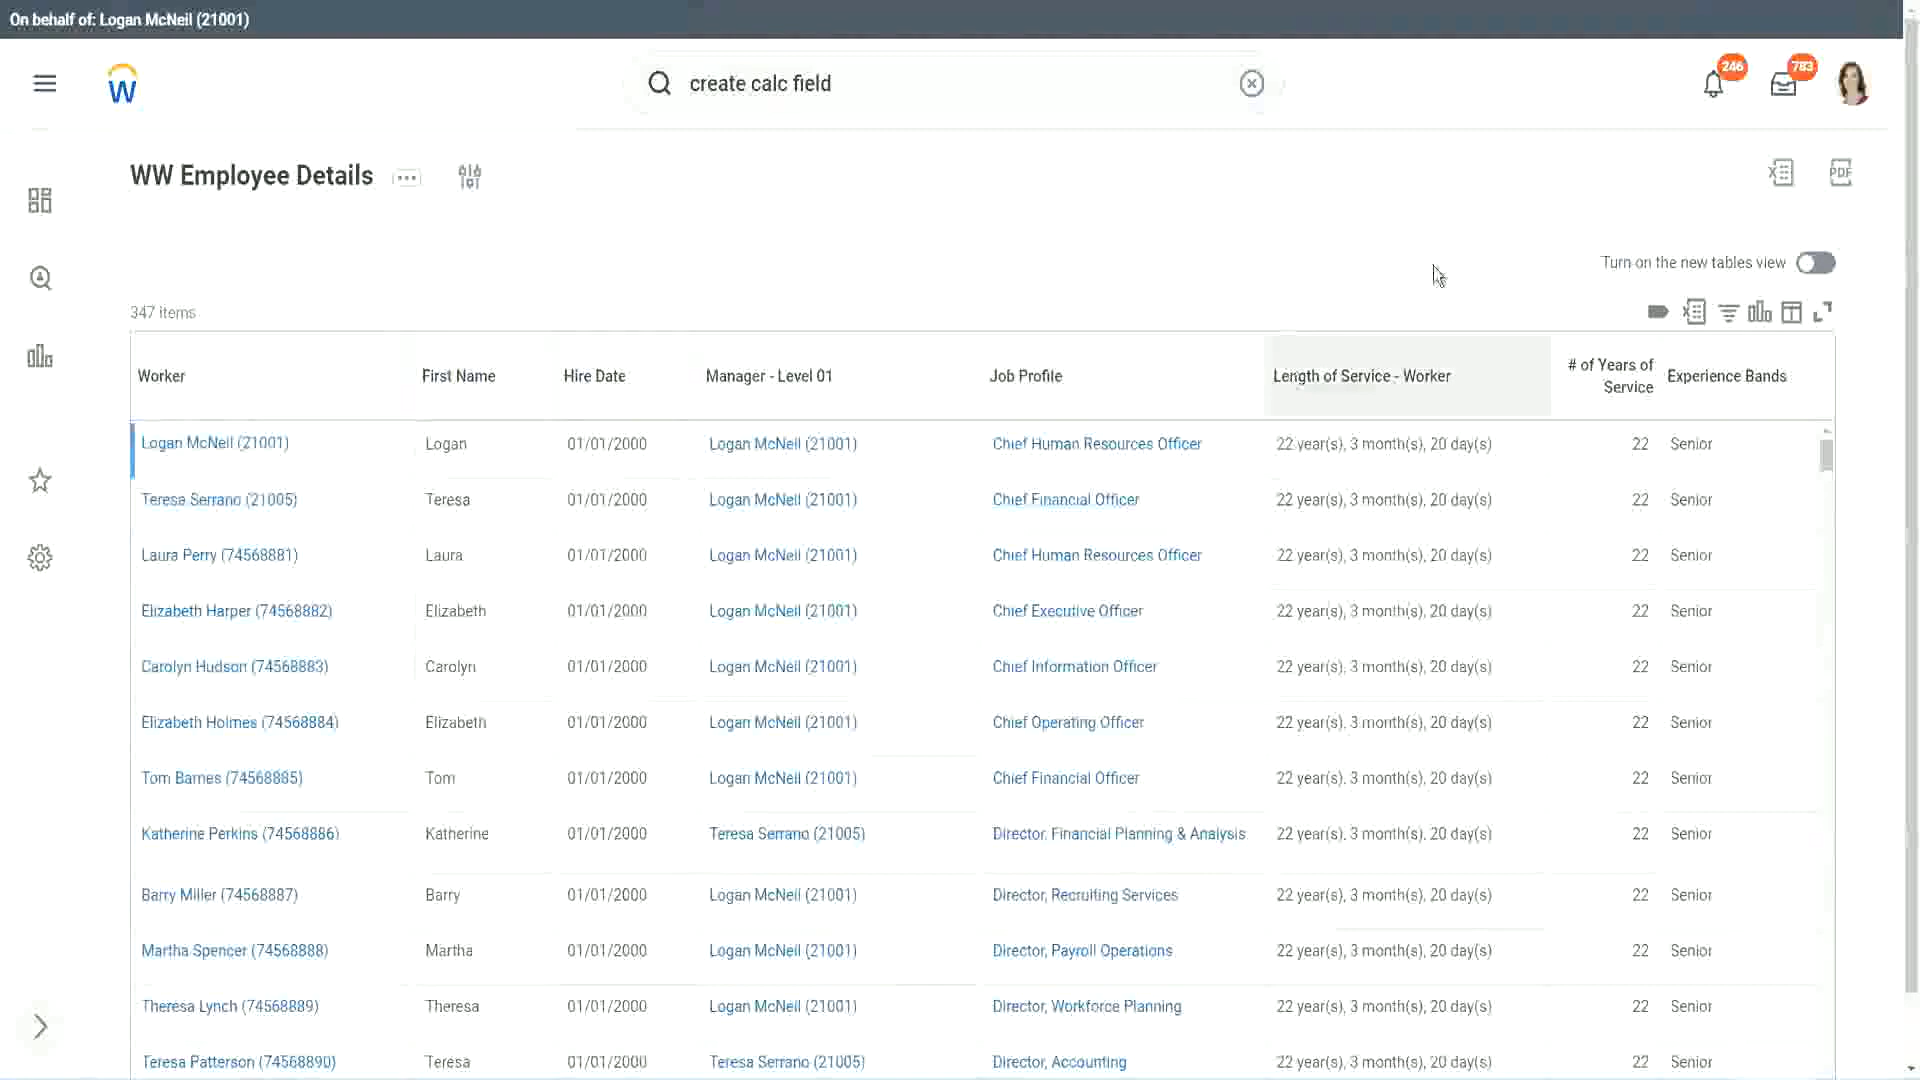 On behalf of: Logan McNeil (21001)
W
create calc field
246
783
WW Employee Details
X
PDF
Turn on the new tables view
347 items
X
Worker First Name Hire Date Manager - Level 01 Job Profile Length of Service - Worker # of Years of Service Experience Bands
Logan McNeil (21001) Logan 01/01/2000 Logan McNeil (21001) Chief Human Resources Officer 22 year(s), 3 month(s), 20 day(s) 22 Senior
Teresa Serrano (21005) Teresa 01/01/2000 Logan McNeil (21001) Chief Financial Officer 22 year(s), 3 month(s), 20 day(s) 22 Senior
Laura Perry (74568881) Laura 01/01/2000 Logan McNeil (21001) Chief Human Resources Officer 22 year(s), 3 month(s), 20 day(s) 22 Senior
Elizabeth Harper (74568882) Elizabeth 01/01/2000 Logan McNeil (21001) Chief Executive Officer 22 year(s), 3 month(s), 20 day(s) 22 Senior
Carolyn Hudson (74568883) Carolyn 01/01/2000 Logan McNeil (21001) Chief Information Officer 22 year(s), 3 month(s), 20 day(s) 22 Senior
Elizabeth Holmes (74568884) Elizabeth 01/01/2000 Logan McNeil (21001) Chief Operating Officer 22 year(s), 3 month(s), 20 day(s) 22 Senior
Tom Barnes (74568885) Tom 01/01/2000 Logan McNeil (21001) Chief Financial Officer 22 year(s), 3 month(s), 20 day(s) 22 Senior
Katherine Perkins (74568886) Katherine 01/01/2000 Teresa Serrano (21005) Director, Financial Planning & Analysis 22 year(s), 3 month(s), 20 day(s) 22 Senior
Barry Miller (74568887) Barry 01/01/2000 Logan McNeil (21001) Director, Recruiting Services 22 year(s), 3 month(s), 20 day(s) 22 Senior
Martha Spencer (74568888) Martha 01/01/2000 Logan McNeil (21001) Director, Payroll Operations 22 year(s), 3 month(s), 20 day(s) 22 Senior
Theresa Lynch (74568889) Theresa 01/01/2000 Logan McNeil (21001) Director, Workforce Planning 22 year(s), 3 month(s), 20 day(s) 22 Senior
Teresa Patterson (74568890) Teresa 01/01/2000 Teresa Serrano (21005) Director, Accounting 22 year(s), 3 month(s), 20 day(s) 22 Senior